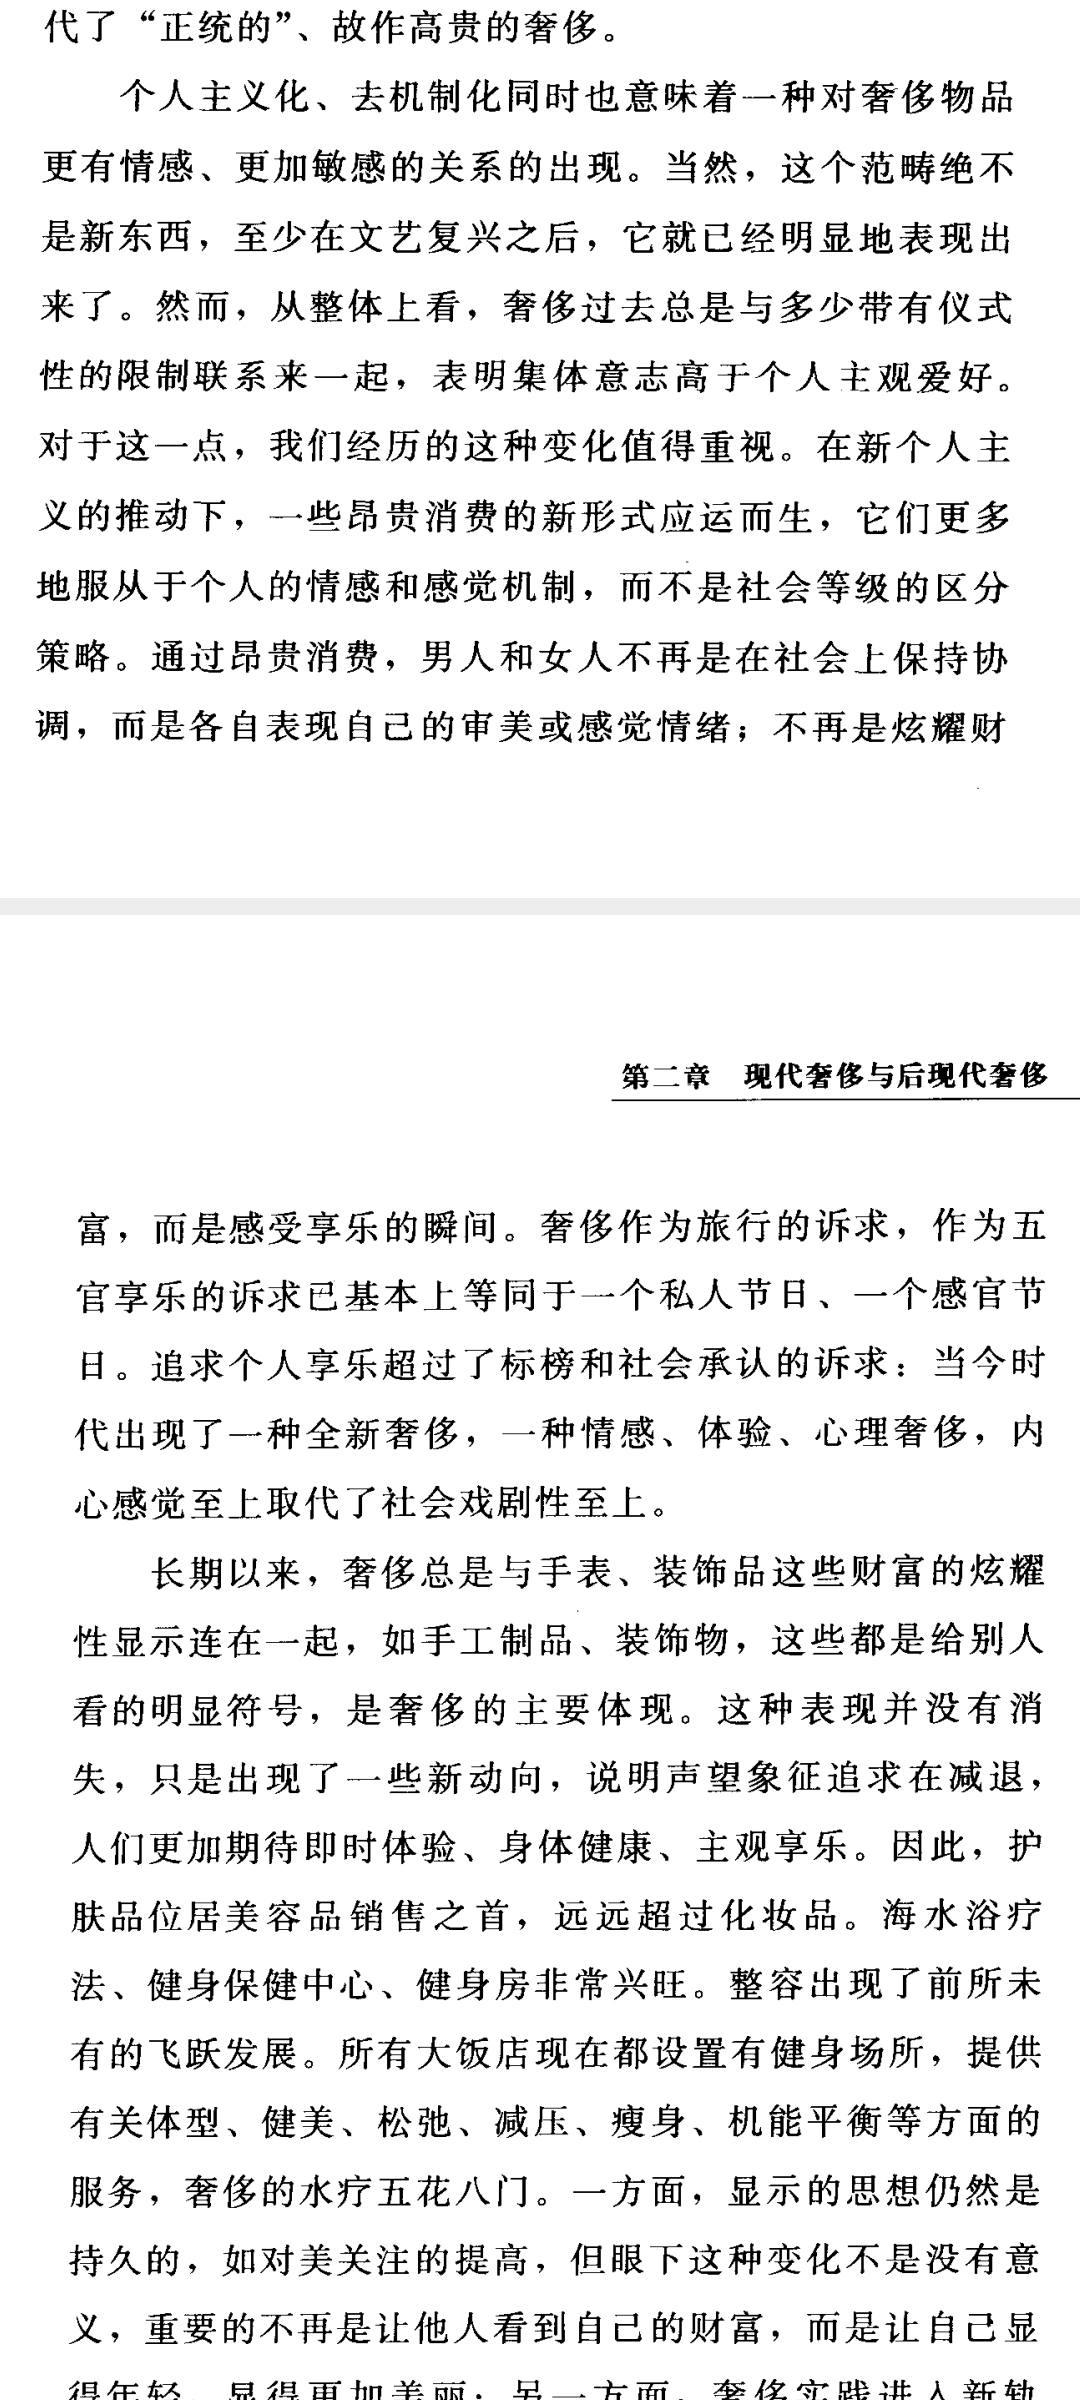 代了“正统的”、故作高贵的奢侈。
个人主义化、去机制化同时也意味着一种对奢侈物品
更有情感、更加敏感的关系的出现。当然，这个范畴绝不
是新东西，至少在文艺复兴之后，它就已经明显地表现出
来了。然而，从整体上看，奢侈过去总是与多少带有仪式
性的限制联系来一起，表明集体意志高于个人主观爱好。
对于这一点，我们经历的这种变化值得重视。在新个人主
义的推动下，一些昂贵消费的新形式应运而生，它们更多
地服从于个人的情感和感觉机制，而不是社会等级的区分
策略。通过昂贵消费，男人和女人不再是在社会上保持协
调，而是各自表现自己的审美或感觉情绪；不再是炫耀财
第二章 现代奢侈与后现代奢侈
富，而是感受享乐的瞬间。奢侈作为旅行的诉求，作为五
官享乐的诉求已基本上等同于一个私人节日、一个感官节
日。追求个人享乐超过了标榜和社会承认的诉求：当今时
代出现了一种全新奢侈，一种情感、体验、心理奢侈，内
心感觉至上取代了社会戏剧性至上。
长期以来，奢侈总是与手表、装饰品这些财富的炫耀
性显示连在一起，如手工制品、装饰物，这些都是给别人
看的明显符号，是奢侈的主要体现。这种表现并没有消
失，只是出现了一些新动向，说明声望象征追求在减退，
人们更加期待即时体验、身体健康、主观享乐。因此，护
肤品位居美容品销售之首，远远超过化妆品。海水浴疗
法、健身保健中心、健身房非常兴旺。整容出现了前所未
有的飞跃发展。所有大饭店现在都设置有健身场所，提供
有关体型、健美、松弛、减压、瘦身、机能平衡等方面的
服务，奢侈的水疗五花八门。一方面，显示的思想仍然是
持久的，如对美关注的提高，但眼下这种变化不是没有意
义，重要的不再是让他人看到自己的财富，而是让自己显
得年轻、显得更加美丽；另一方面，奢侈实践进入新轨